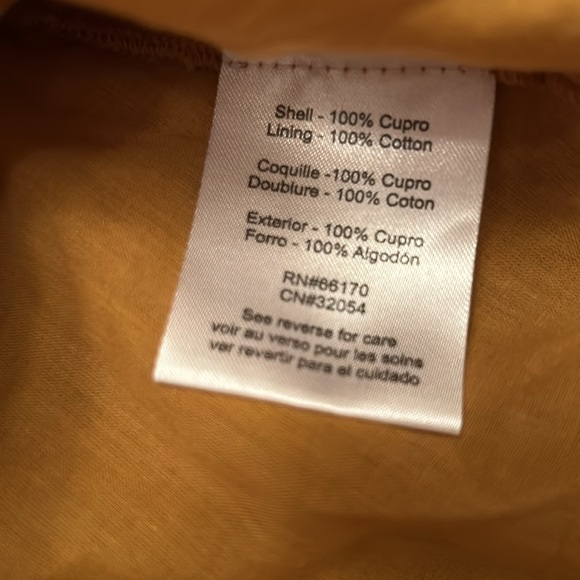 Shell - 100% Cupro
Lining - 100% Cotton
Coquille -100% Cupro
Doublure - 100% Coton
Exterior - 100% Cupro
Forro - 100% Algodón
RN#66170
CN#32054
See reverse for care
voir au verso pour les soins
ver revartir para el cuidado